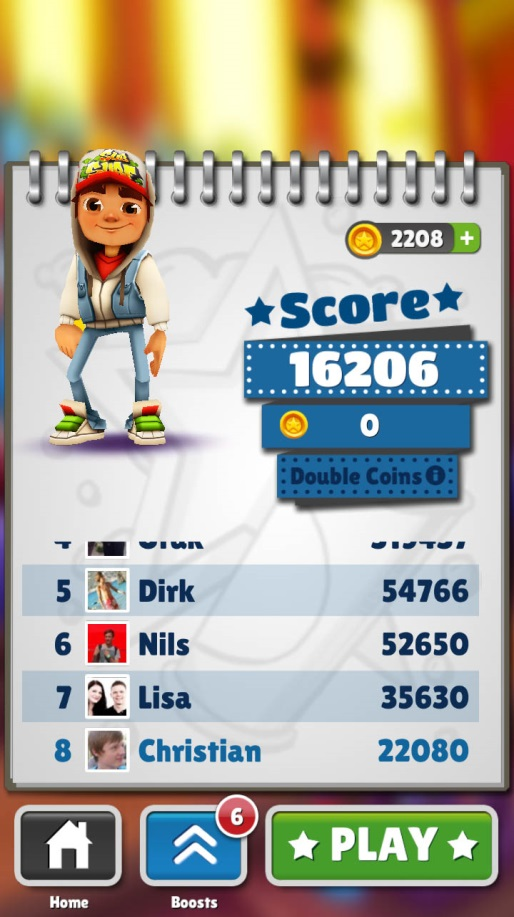 2208 +
Score
16206
0
Double Coins i
5 Dirk 54766
6 Nils 52650
7 Lisa 35630
8 Christian 22080
6
PLAY
Home
Boosts